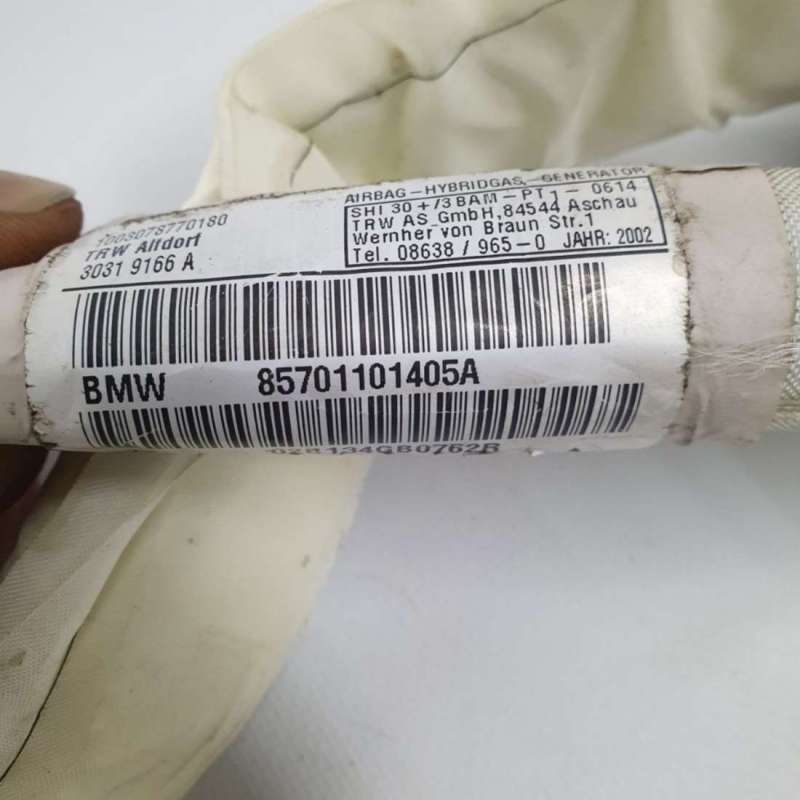 1003078770180
TRW Alfdorf
3031 9166 A
AIRBAG-HYBRIDGAS-GENERATOR
SHI 30+/3 BAM-PT1-0614
TRW AS. GmbH, 84544 Aschau
Wernher von Braun Str.1
Tel. 08638 / 965-0 JAHR: 2002
BMW 85701101405A